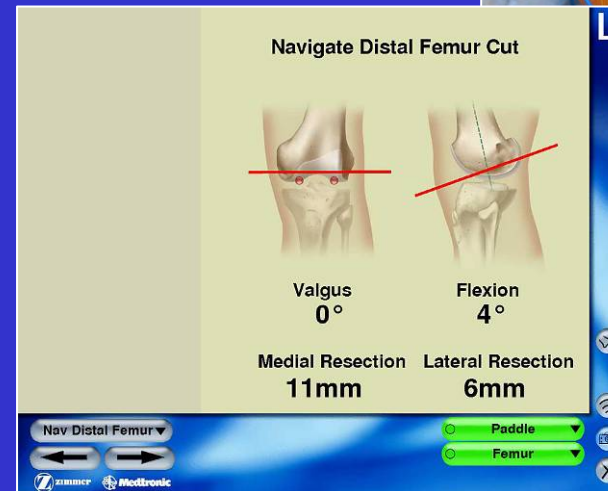 L
Navigate Distal Femur Cut
Valgus
0°
Flexion
4°
Medial Resection
11mm
Lateral Resection
6mm
Nav Distal Femur
Paddle
Femur
zimmer
Medtronic